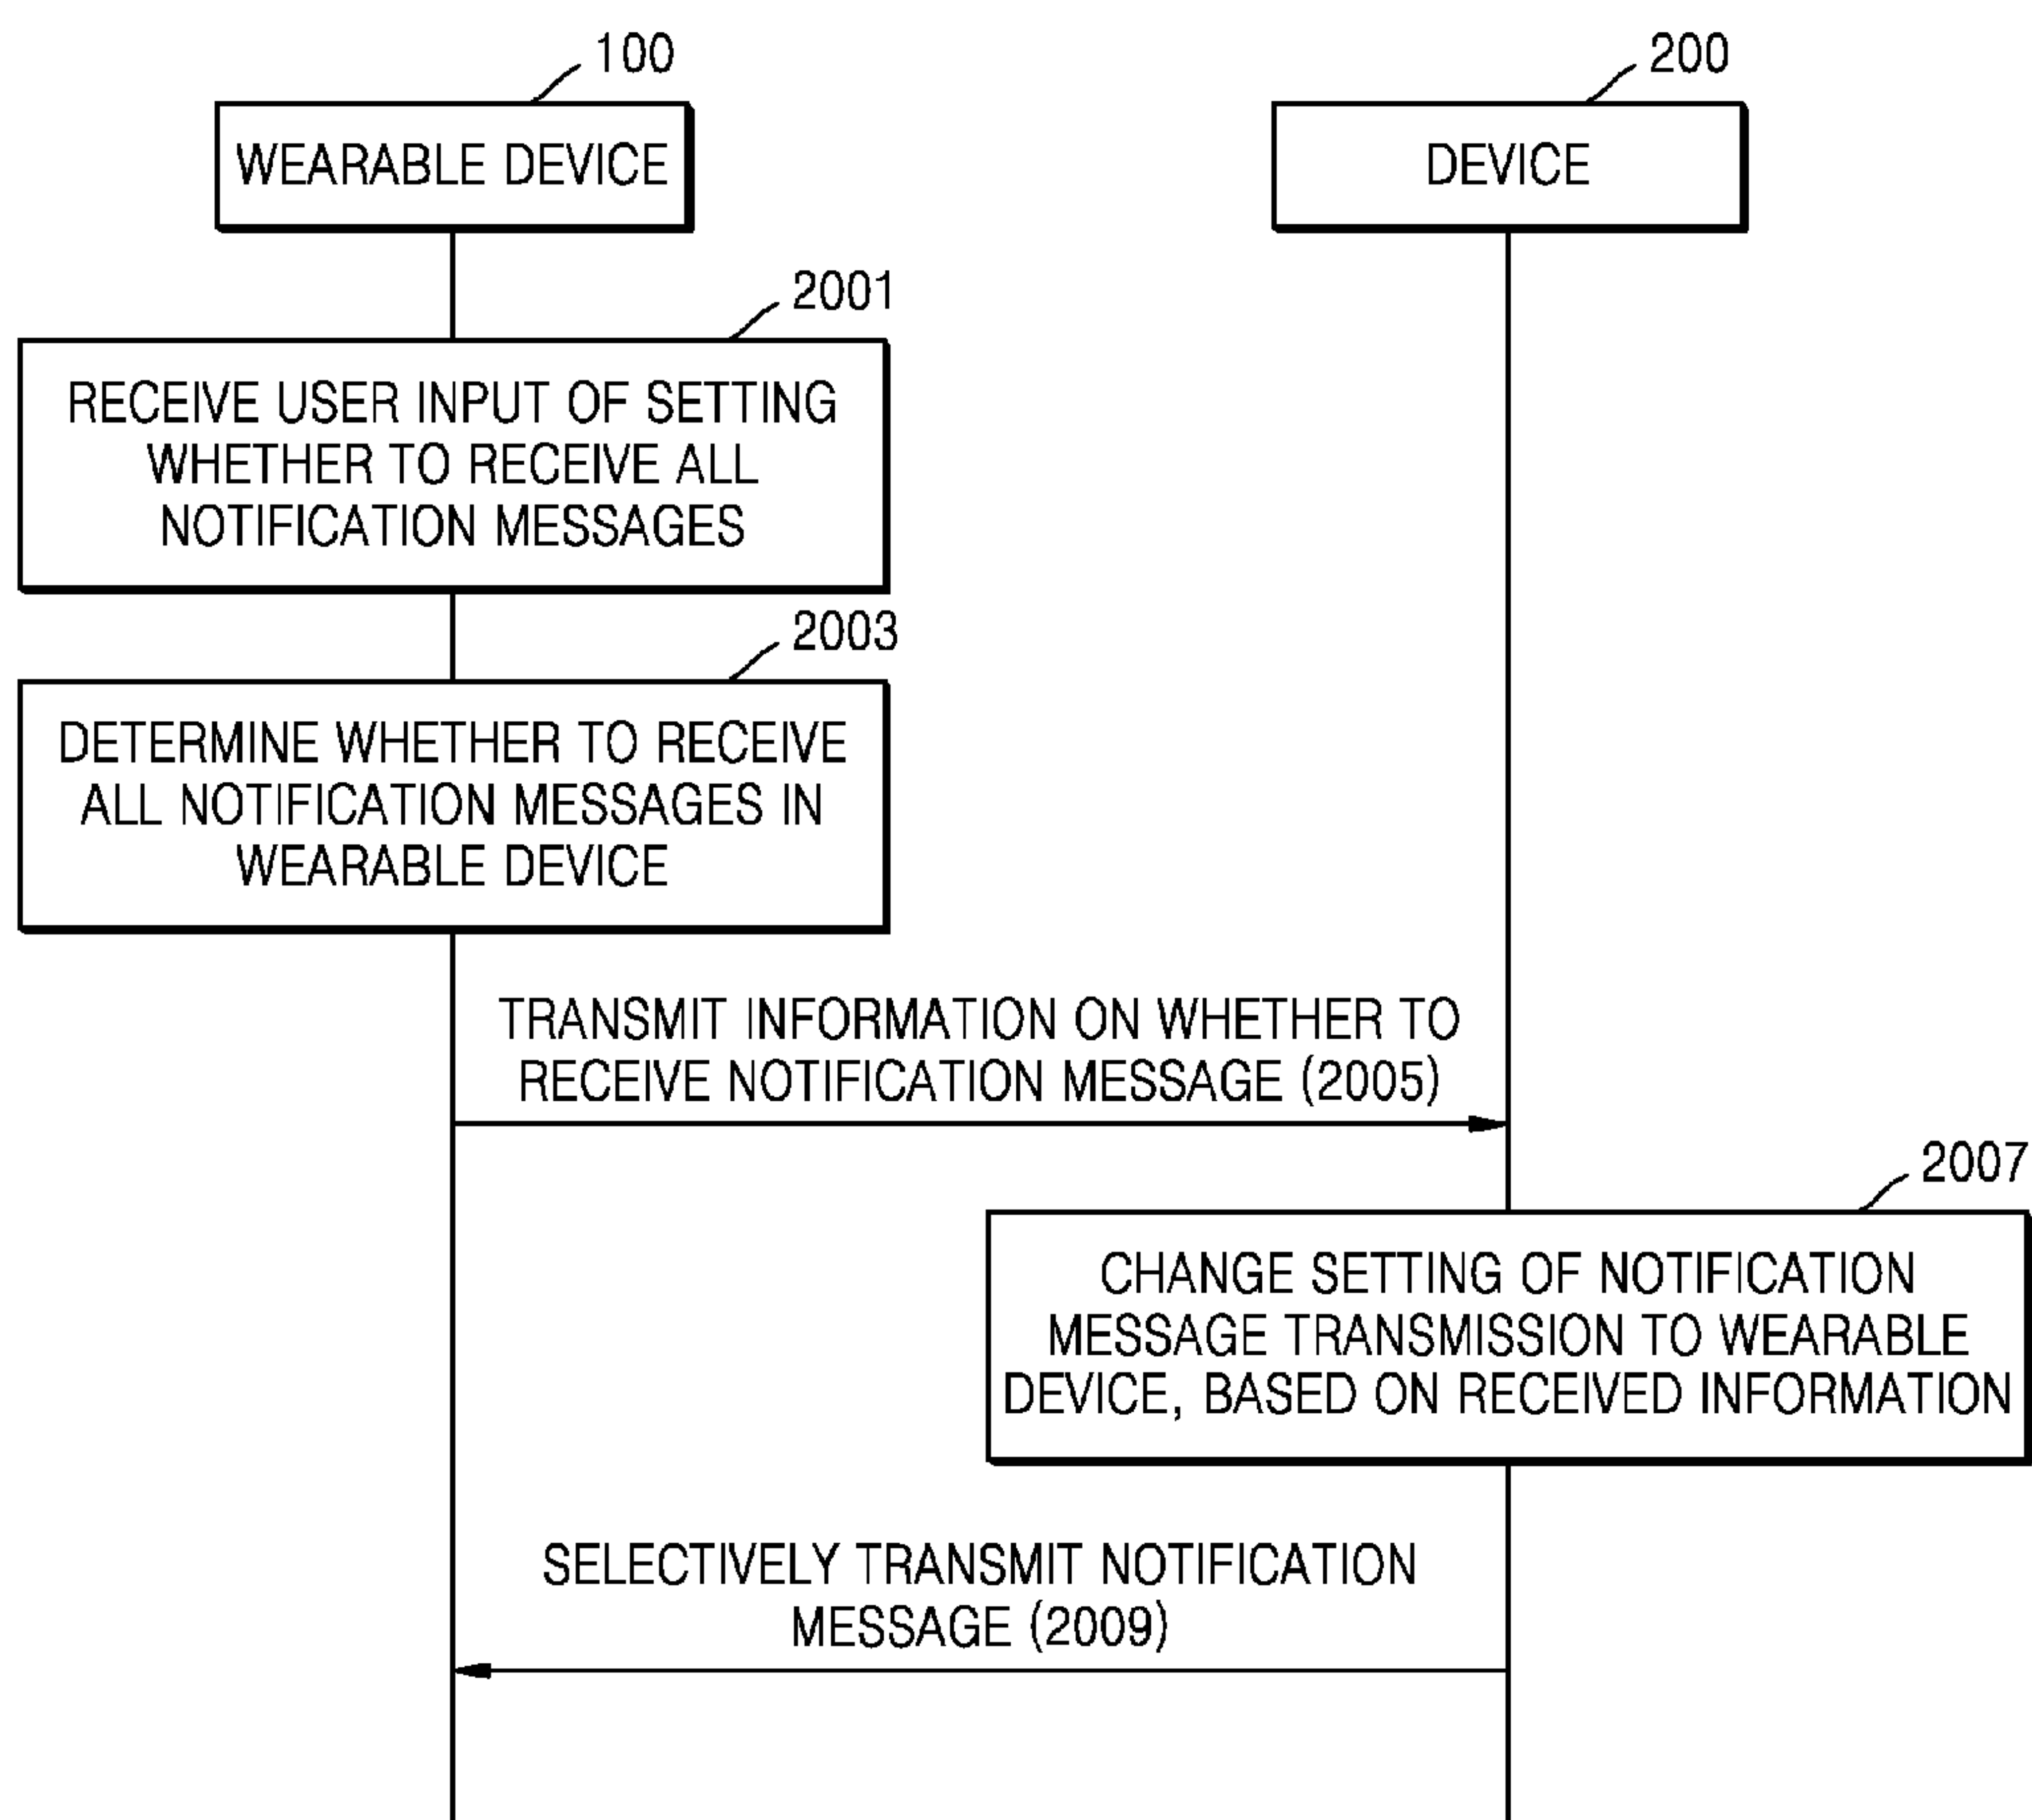 100
WEARABLE DEVICE
200
DEVICE
2001
RECEIVE USER INPUT OF SETTING
WHETHER TO RECEIVE ALL
NOTIFICATION MESSAGES
2003
DETERMINE WHETHER TO RECEIVE
ALL NOTIFICATION MESSAGES IN
WEARABLE DEVICE
TRANSMIT INFORMATION ON WHETHER TO
RECEIVE NOTIFICATION MESSAGE (2005)
2007
CHANGE SETTING OF NOTIFICATION
MESSAGE TRANSMISSION TO WEARABLE
DEVICE, BASED ON RECEIVED INFORMATION
SELECTIVELY TRANSMIT NOTIFICATION
MESSAGE (2009)